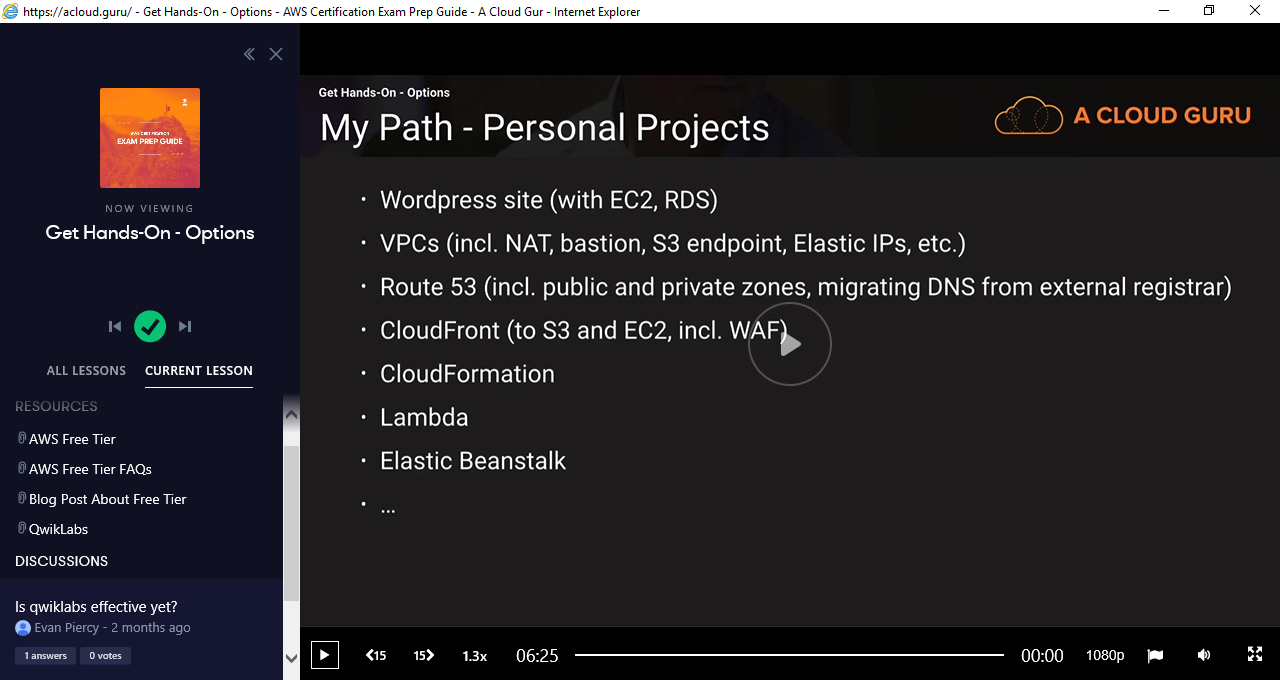 https://acloud.guru/ - Get Hands-On - Options - AWS Certification Exam Prep Guide - A Cloud Gur - Internet Explorer
AWS CERTIFICATION
EXAM PREP GUIDE
NOW VIEWING
Get Hands-On - Options
ALL LESSONS
CURRENT LESSON
RESOURCES
AWS Free Tier
AWS Free Tier FAQs
Blog Post About Free Tier
QwikLabs
DISCUSSIONS
Is qwiklabs effective yet?
Evan Piercy - 2 months ago
1 answers
0 votes
Get Hands-On - Options
My Path - Personal Projects
A CLOUD GURU
· Wordpress site (with EC2, RDS)
· VPCs (incl. NAT, bastion, S3 endpoint, Elastic IPs, etc.)
· Route 53 (incl. public and private zones, migrating DNS from external registrar)
· CloudFront (to S3 and EC2, incl. WAF)
· CloudFormation
· Lambda
· Elastic Beanstalk
· ...
15
15
1.3x
06:25
00:00
1080p